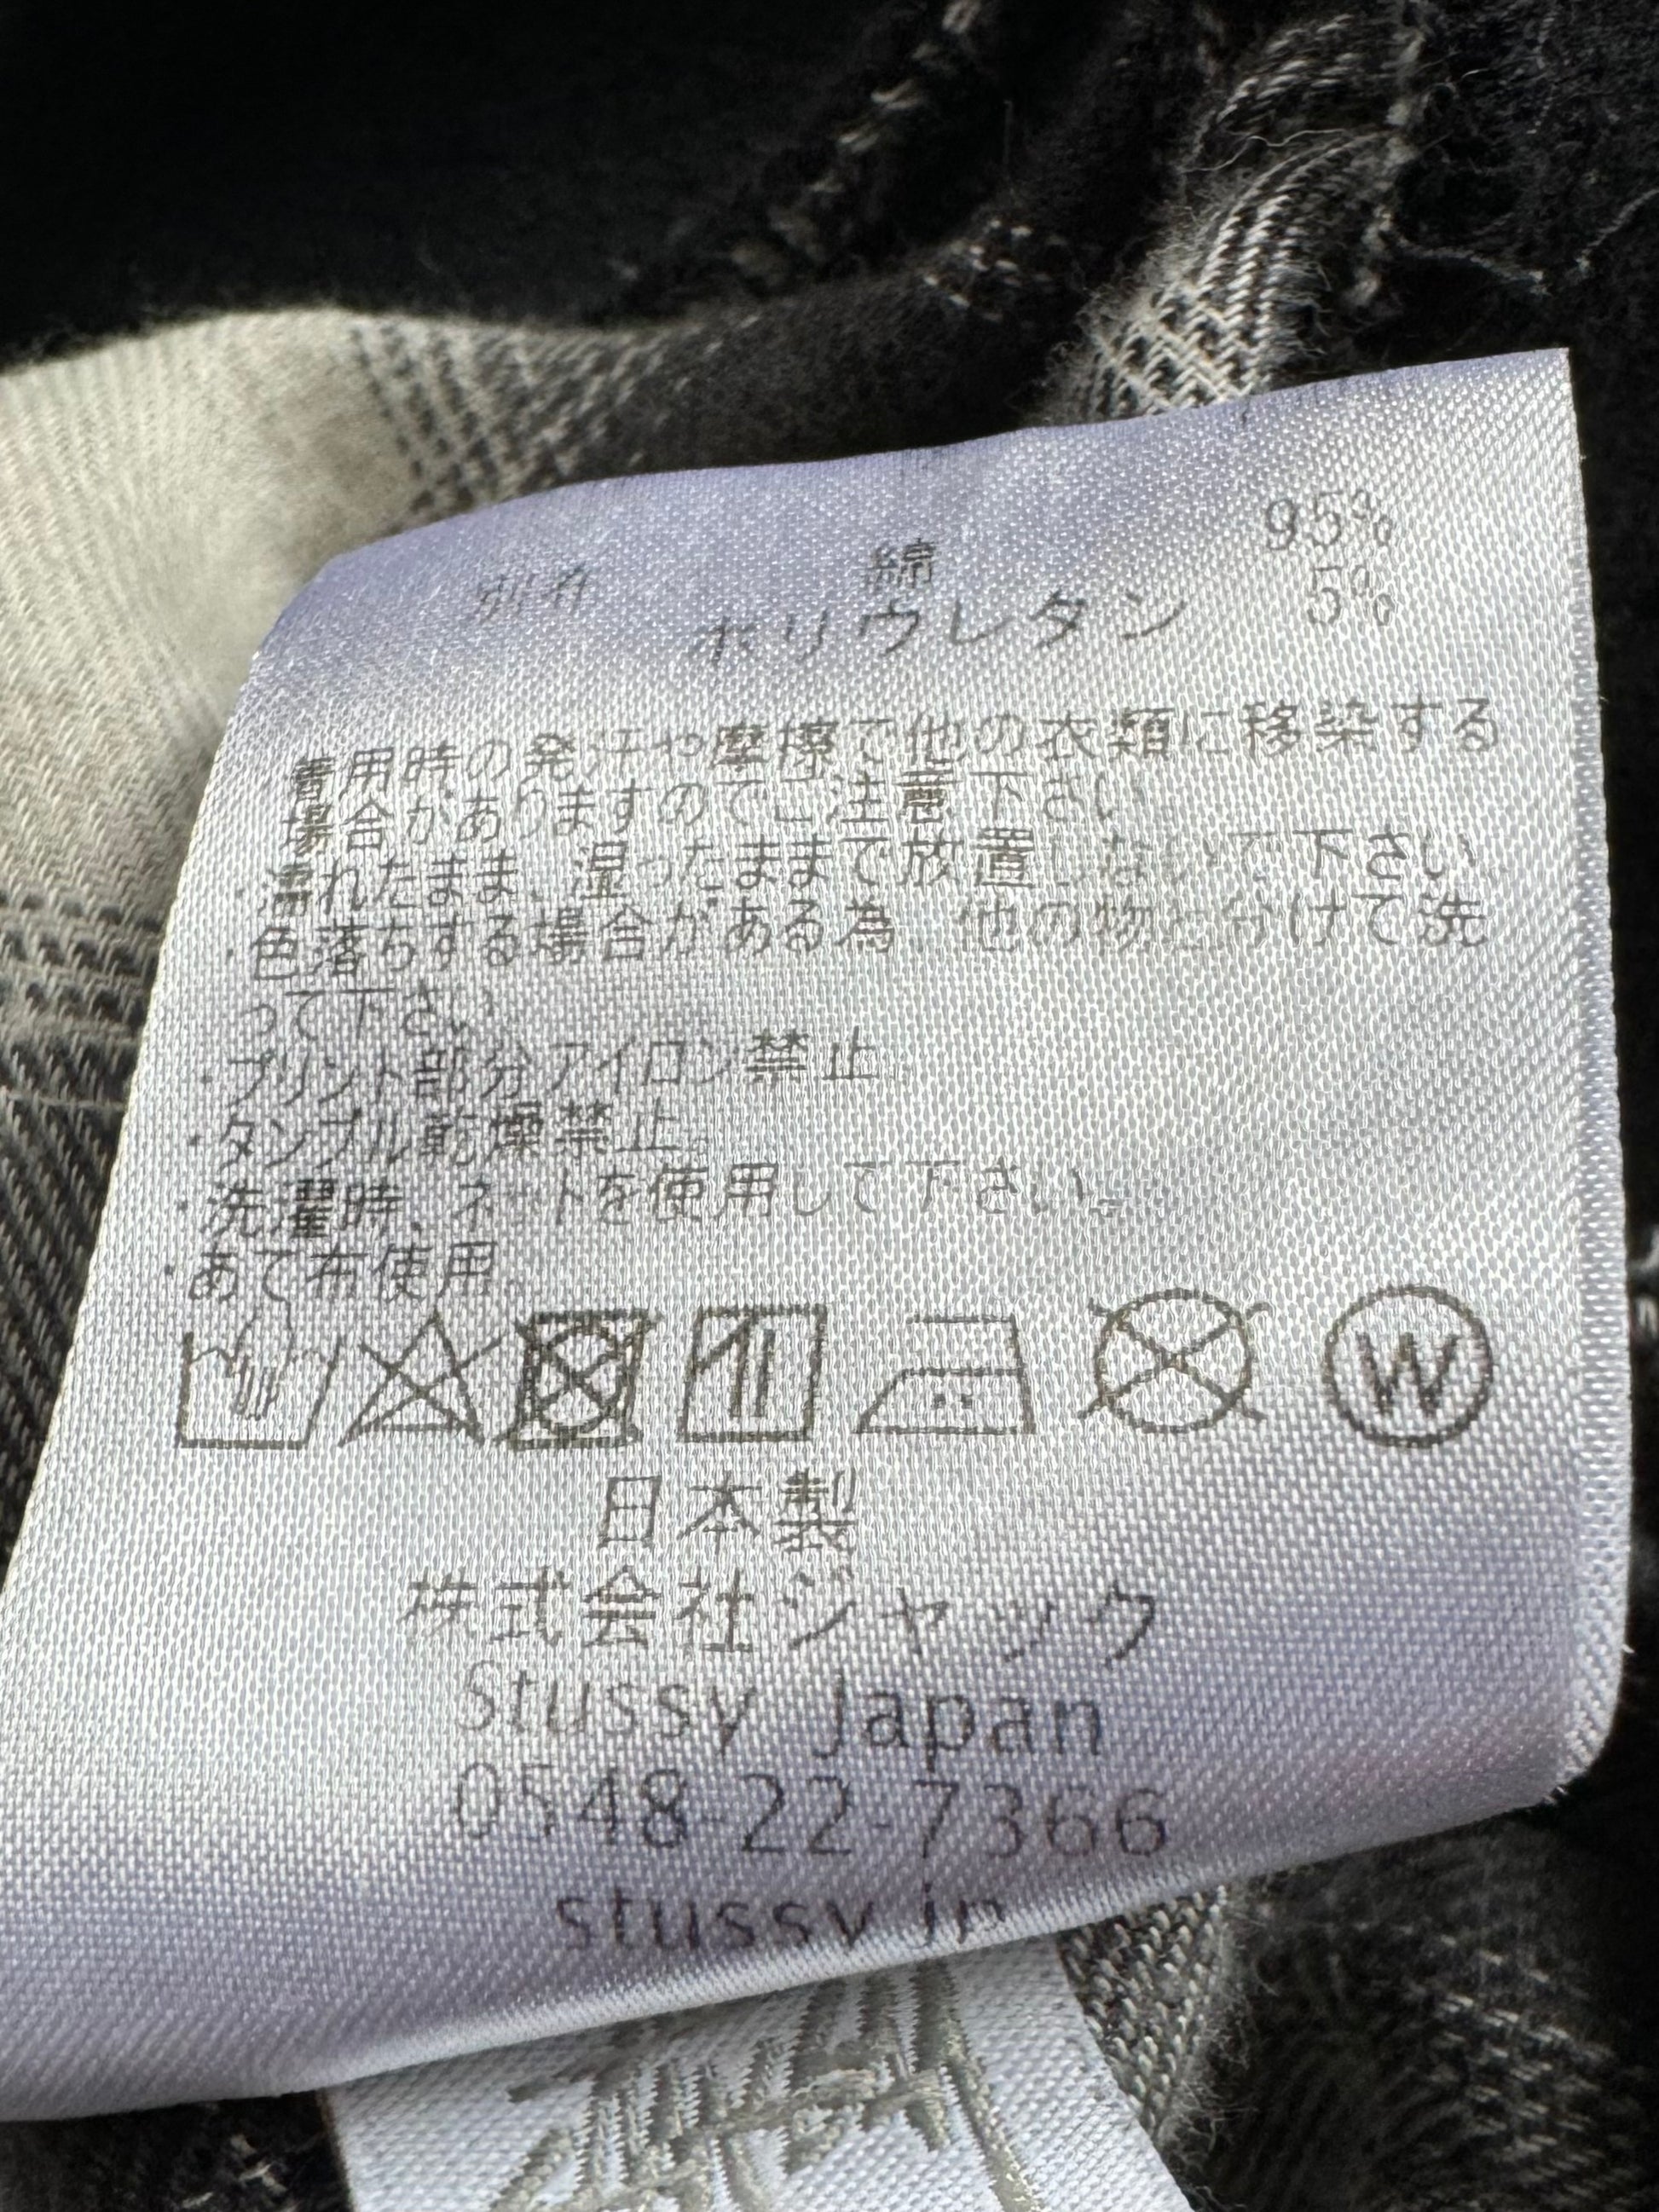 別布 綿 95%
ポリウレタン 5%
着用時の発汗や摩擦で他の衣類に移染する
場合がありますのでご注意下さい
・濡れたまま、湿ったままで放置しないで下さい
・色落ちする場合がある為、他の物と分けて洗
って下さい
・プリント部分アイロン禁止。
・タンブル乾燥禁止。
・洗濯時、ネットを使用して下さい。
・あて布使用
W
日本製
株式会社ジャック
Stussy Japan
0548-22-7366
stussy.jp